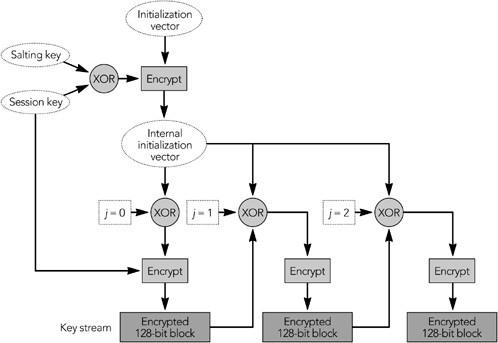 Initialization
vector
Salting key
XOR
Encrypt
Session key
Internal
initialization
vector
j = 0
XOR
j = 1
XOR
j = 2
XOR
Encrypt
Encrypt
Encrypt
Key stream
Encrypted
128-bit block
Encrypted
128-bit block
Encrypted
128-bit block